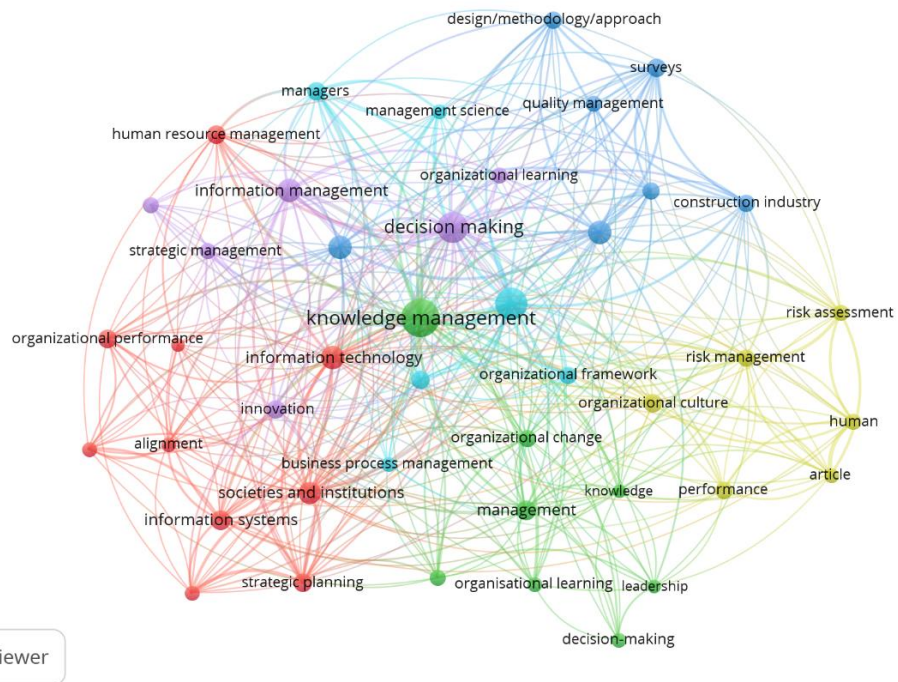 design/methodology/approach
surveys
managers
quality management
management science
human resource management
organizational learning
information management
construction industry
decision making
strategic management
risk assessment
knowledge management
organizational performance
information technology
risk management
organizational framework
organizational culture
innovation
human
organizational change
alignment
business process management
article
societies and institutions
knowledge
performance
management
information systems
strategic planning
organisational learning
leadership
decision-making
iewer